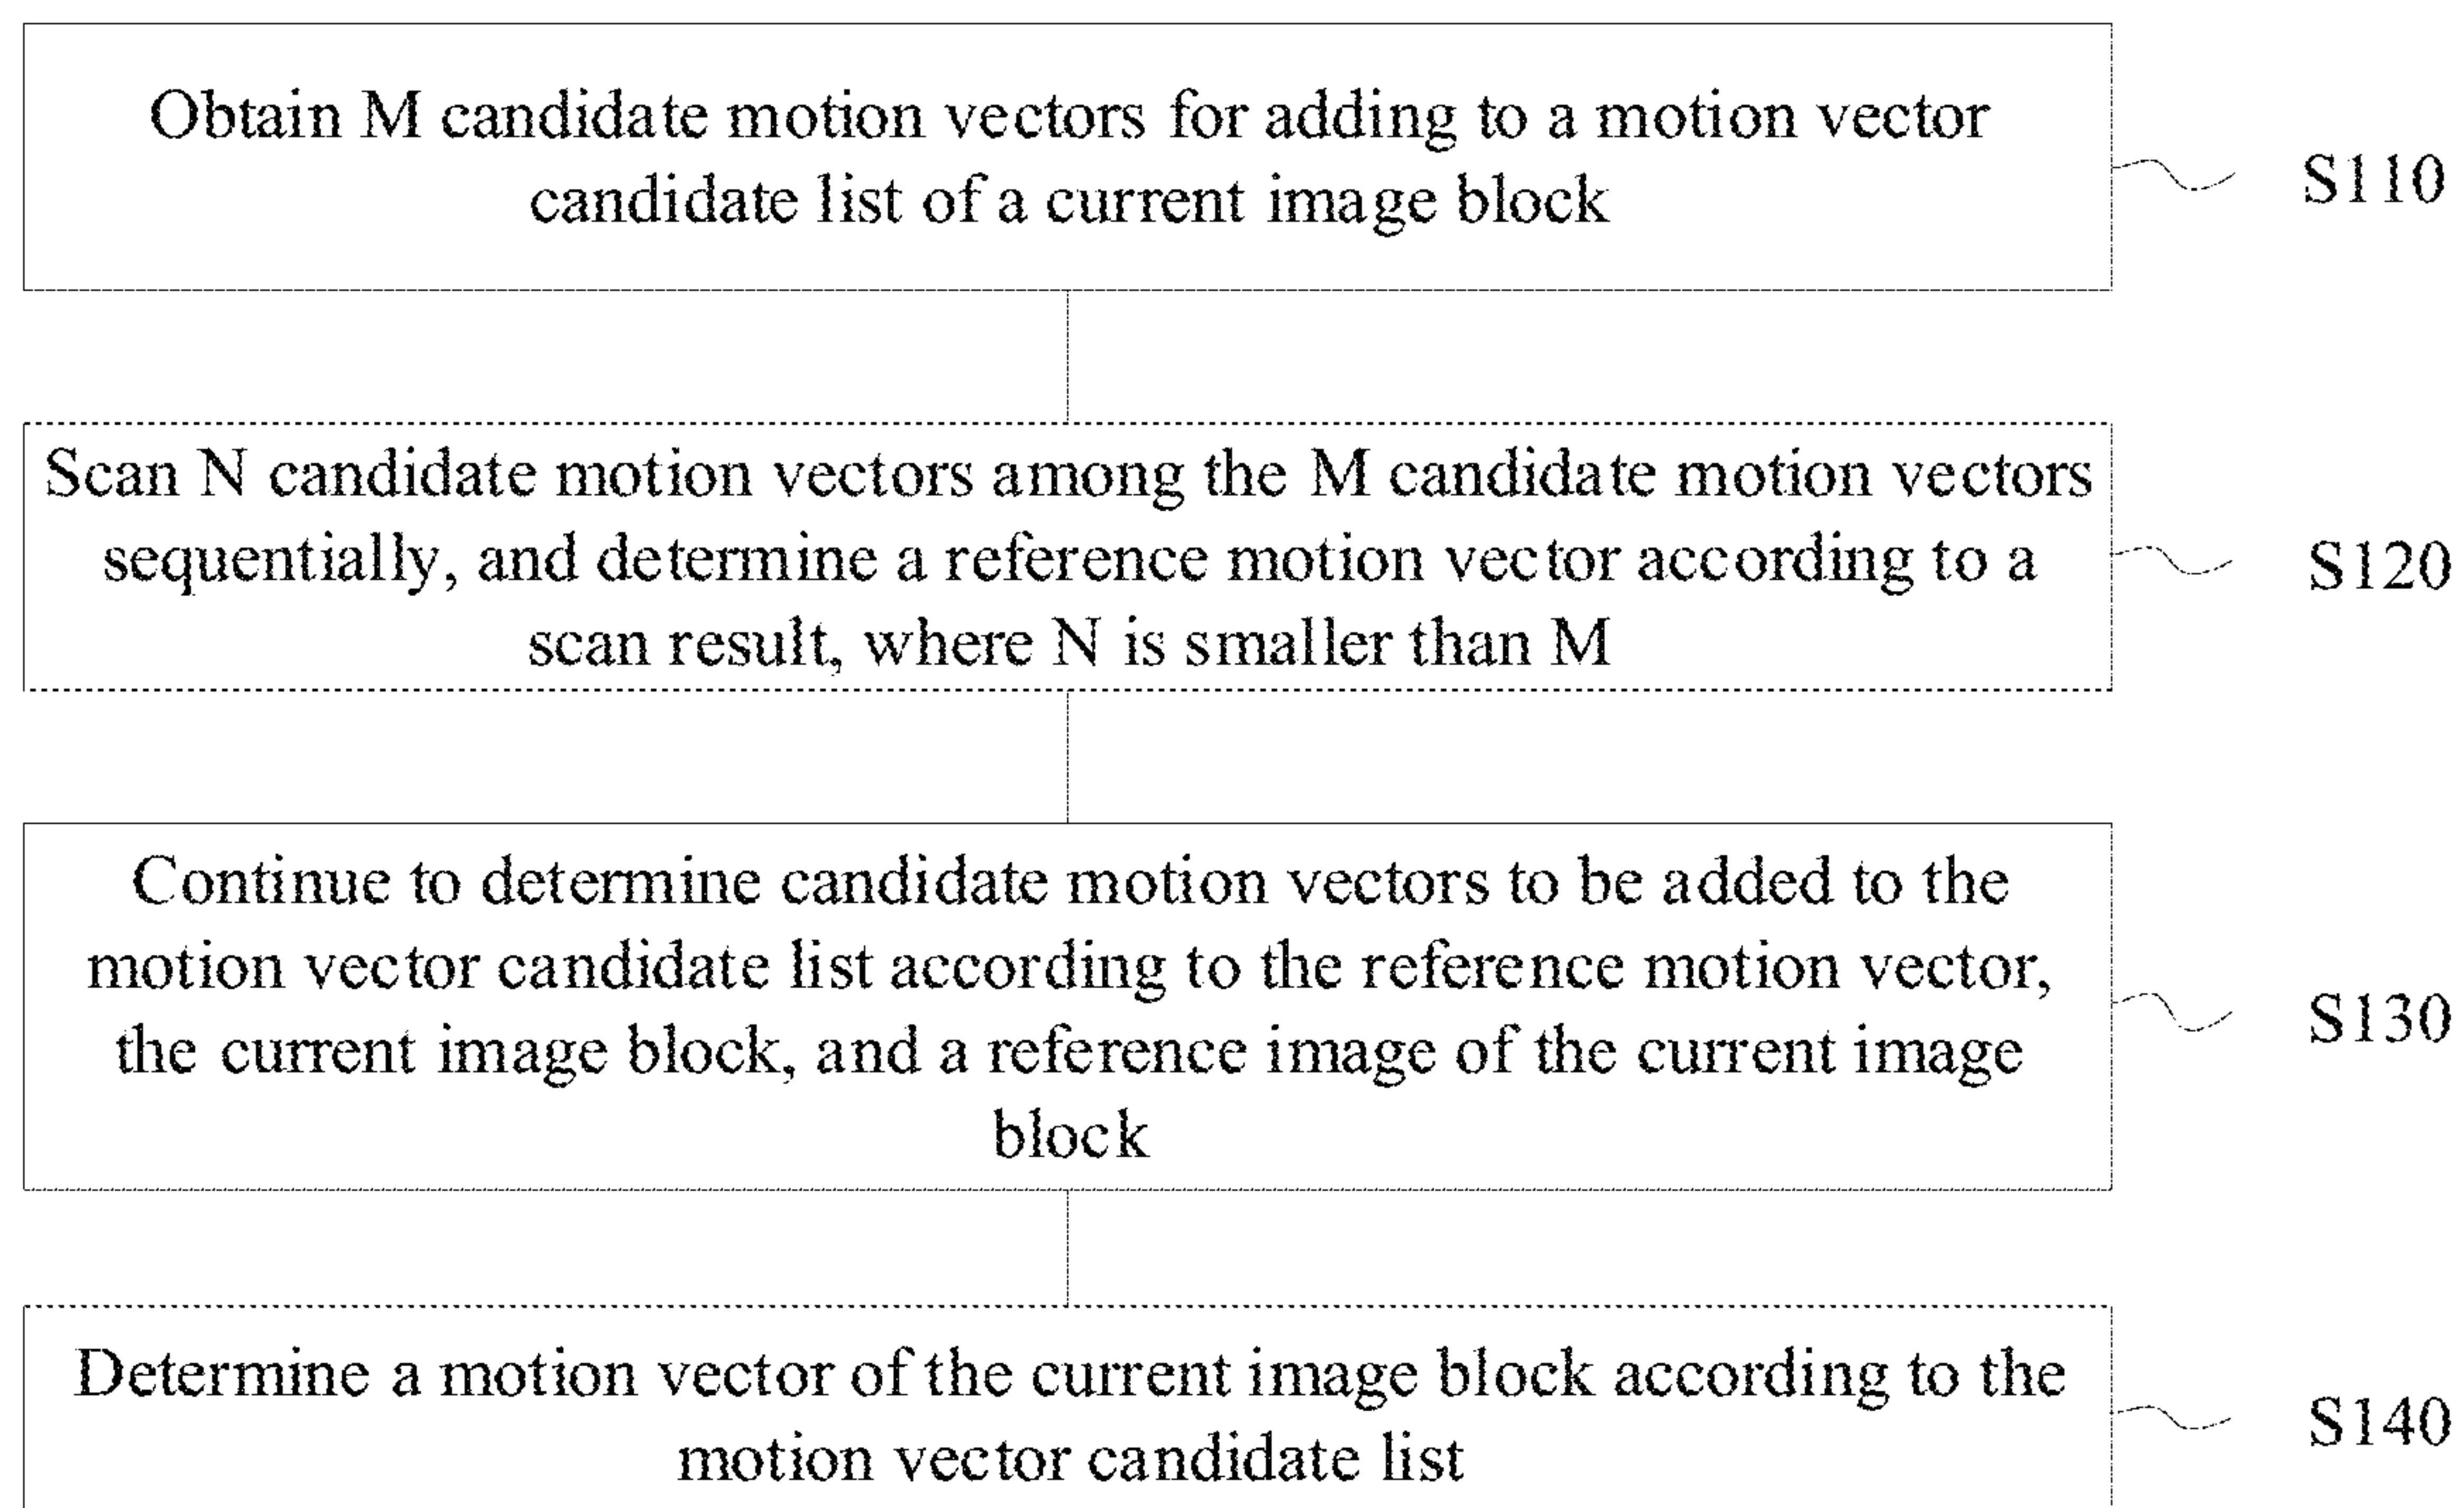 Obtain M candidate motion vectors for adding to a motion vector
candidate list of a current image block
S110
Scan N candidate motion vectors among the M candidate motion vectors
sequentially, and determine a reference motion vector according to a
scan result, where N is smaller than M
S120
Continue to determine candidate motion vectors to be added to the
motion vector candidate list according to the reference motion vector,
the current image block, and a reference image of the current image
block
S130
Determine a motion vector of the current image block according to the
motion vector candidate list
S140